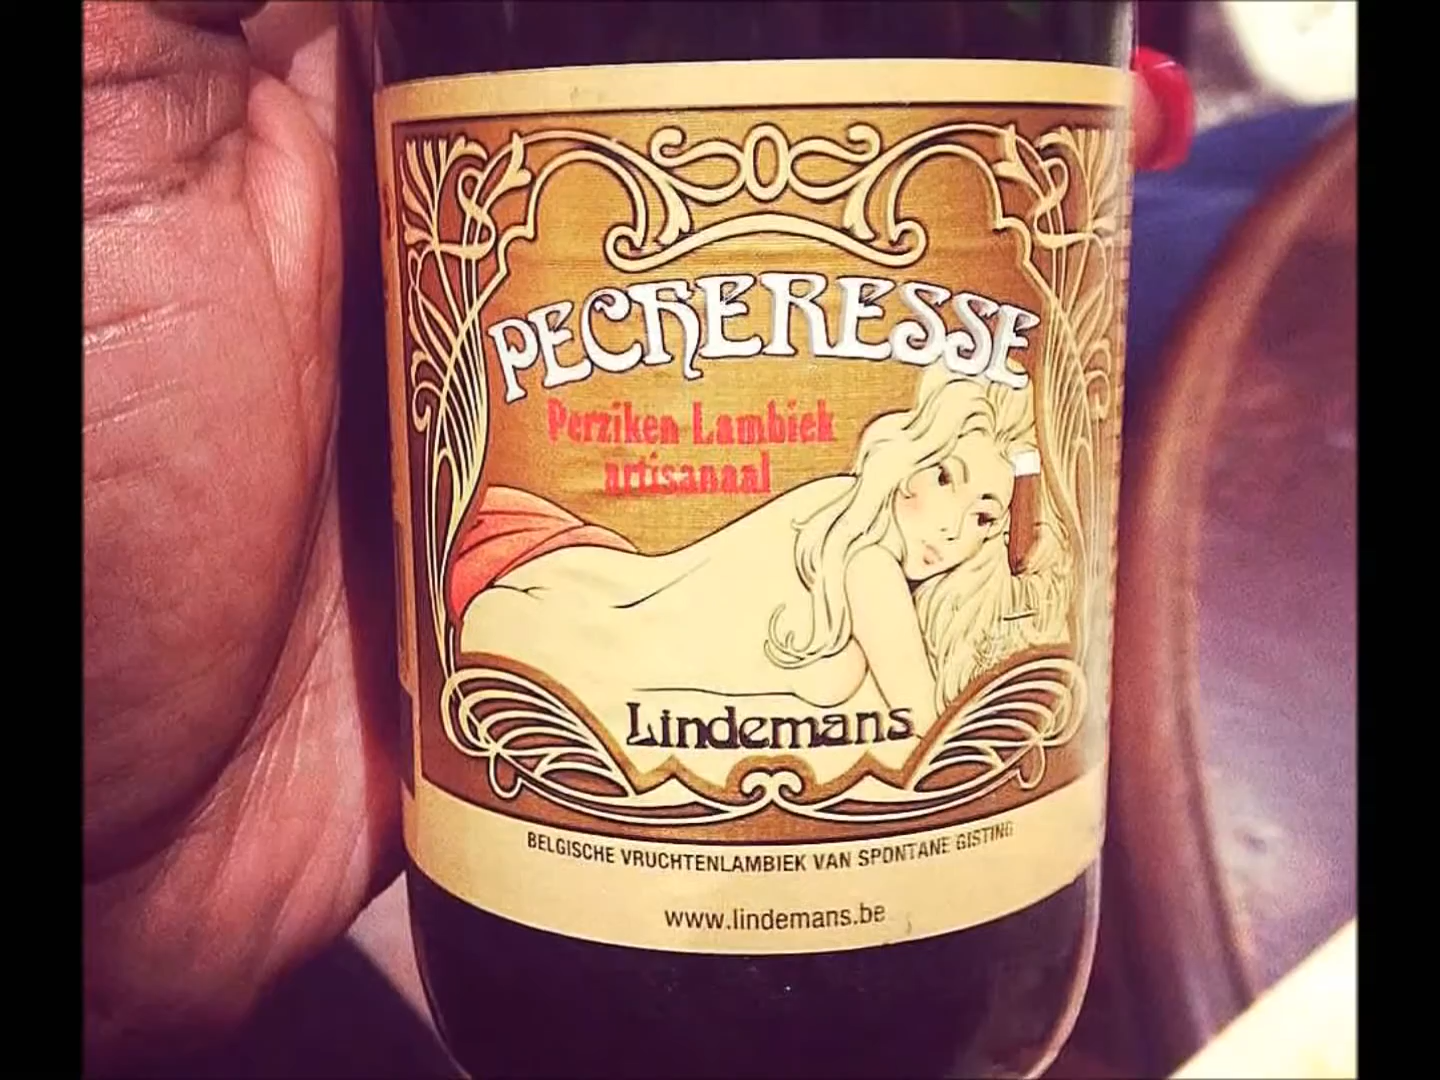 PECHERESSE
Perziken Lambiek
artisanaal
Lindemans
BELGISCHE VRUCHTENLAMBIEK VAN SPONTANE GISTING
www.lindemans.be